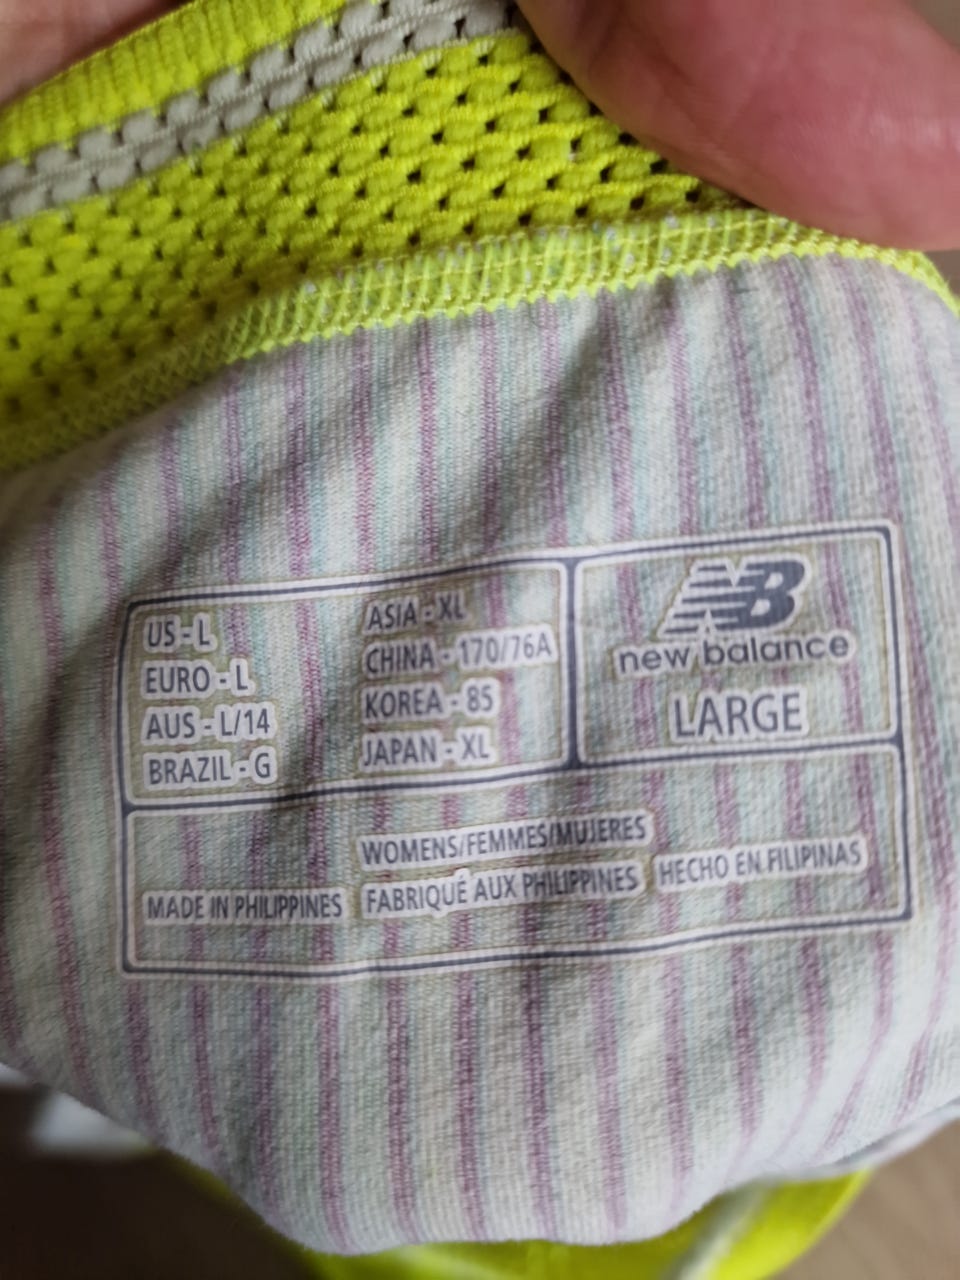 US - L
EURO - L
AUS - L/14
BRAZIL - G
ASIA - XL
CHINA - 170/76A
KOREA - 85
JAPAN - XL
NB
new balance
LARGE
WOMENS/FEMMES/MUJERES
MADE IN PHILIPPINES
FABRIQUÉ AUX PHILIPPINES
HECHO EN FILIPINAS